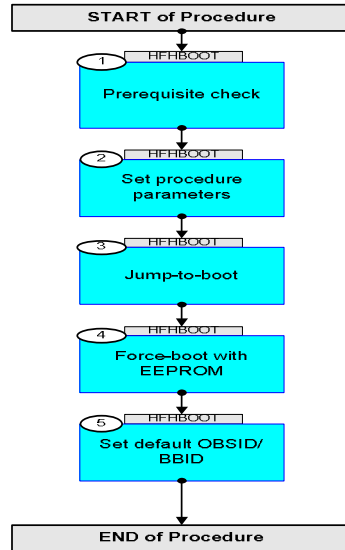 START of Procedure
HFHBOOT
1
Prerequisite check
HFHBOOT
2
Set procedure
parameters
HFHBOOT
3
Jump-to-boot
HFHBOOT
4
Force-boot with
EEPROM
HFHBOOT
5
Set default OBSID/
BBID
END of Procedure